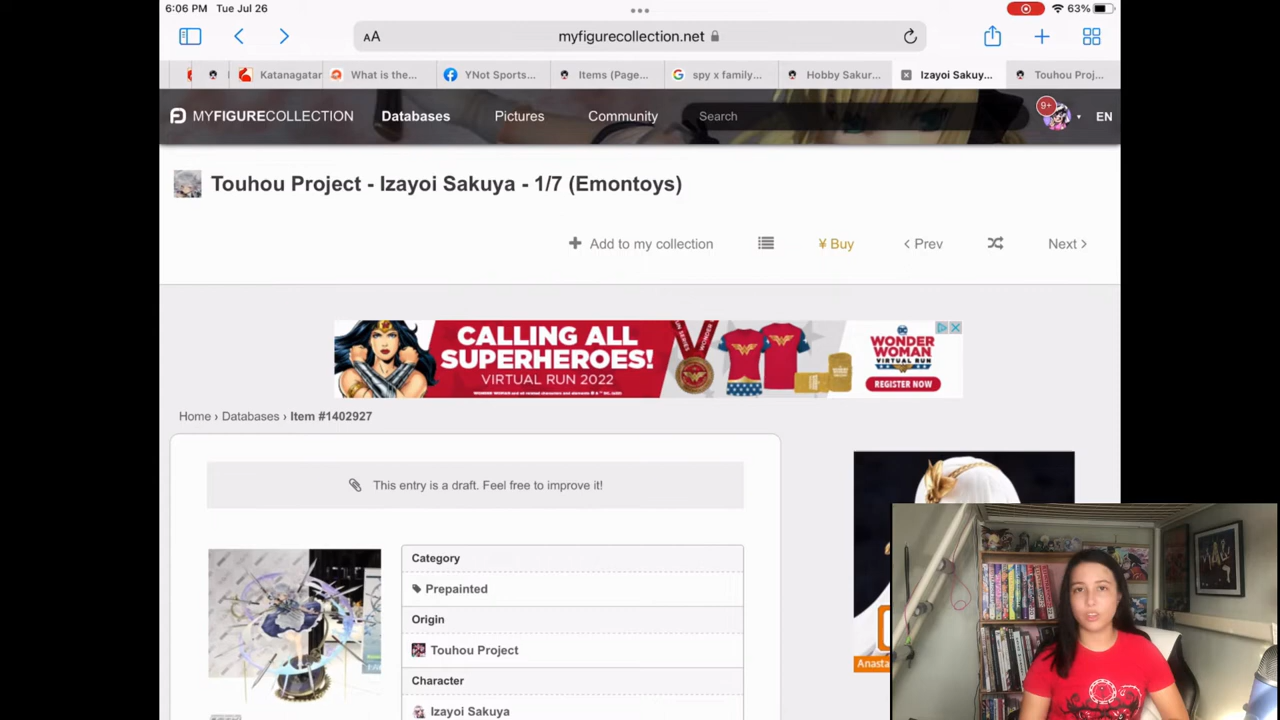 6:06 PM Tue Jul 26
63%
AA myfigurecollection.net
Katanagatar
What is the...
YNot Sports...
Items (Page...
spy x family...
Hobby Sakur...
Izayoi Sakuy...
Touhou Proj...
MYFIGURECOLLECTION Databases Pictures Community Search 9+ EN
Touhou Project - Izayoi Sakuya - 1/7 (Emontoys)
+ Add to my collection ¥ Buy < Prev Next >
CALLING ALL
SUPERHEROES!
VIRTUAL RUN 2022
WONDER
WOMAN
VIRTUAL RUN
REGISTER NOW
Home › Databases › Item #1402927
This entry is a draft. Feel free to improve it!
Category
Prepainted
Origin
Touhou Project
Character
Izayoi Sakuya
Anasta